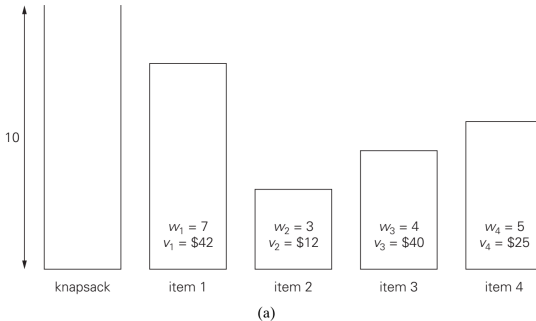 10
w₁ = 7
v₁ = $42
w₂ = 3
v₂ = $12
w₃ = 4
v₃ = $40
w₄ = 5
v₄ = $25
knapsack
item 1
item 2
item 3
item 4
(a)